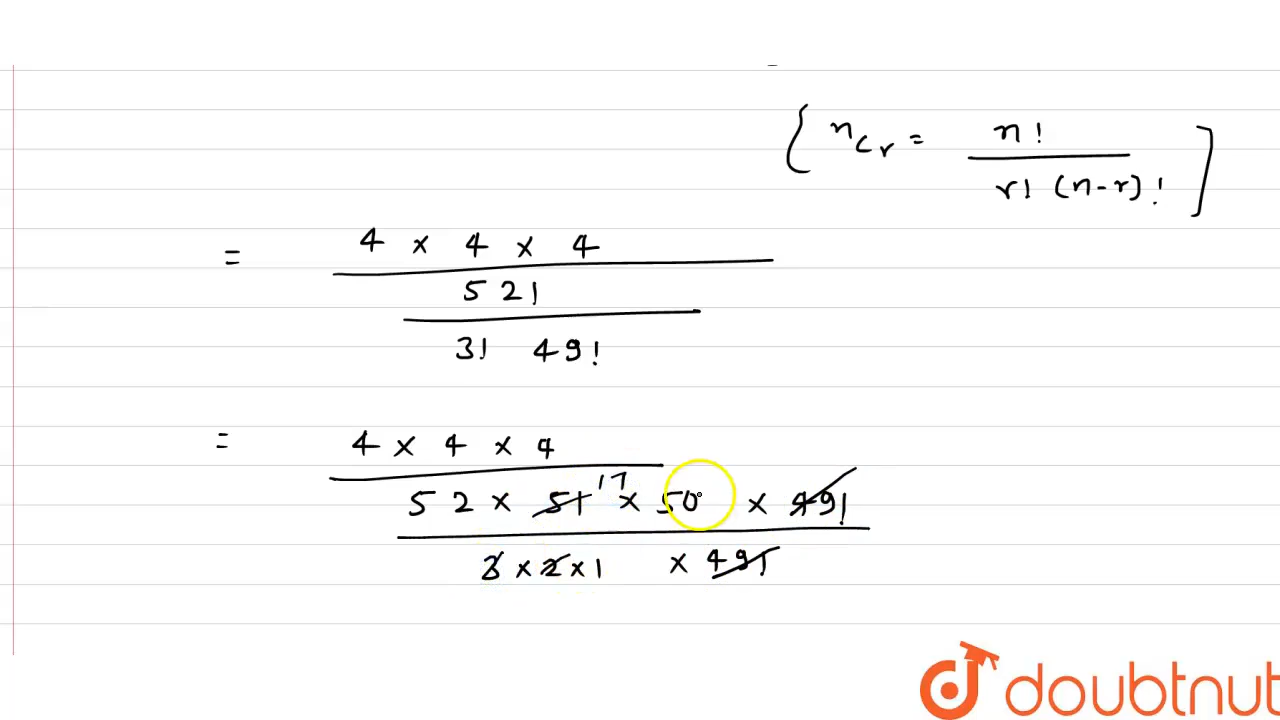 { nCr = n! / r! (n-r)! ]
= 4 × 4 × 4
52!
3! 49!
= 4 × 4 × 4
52 × 51 17 × 50 × 49!
3 × 2 × 1 × 49!
doubtnut